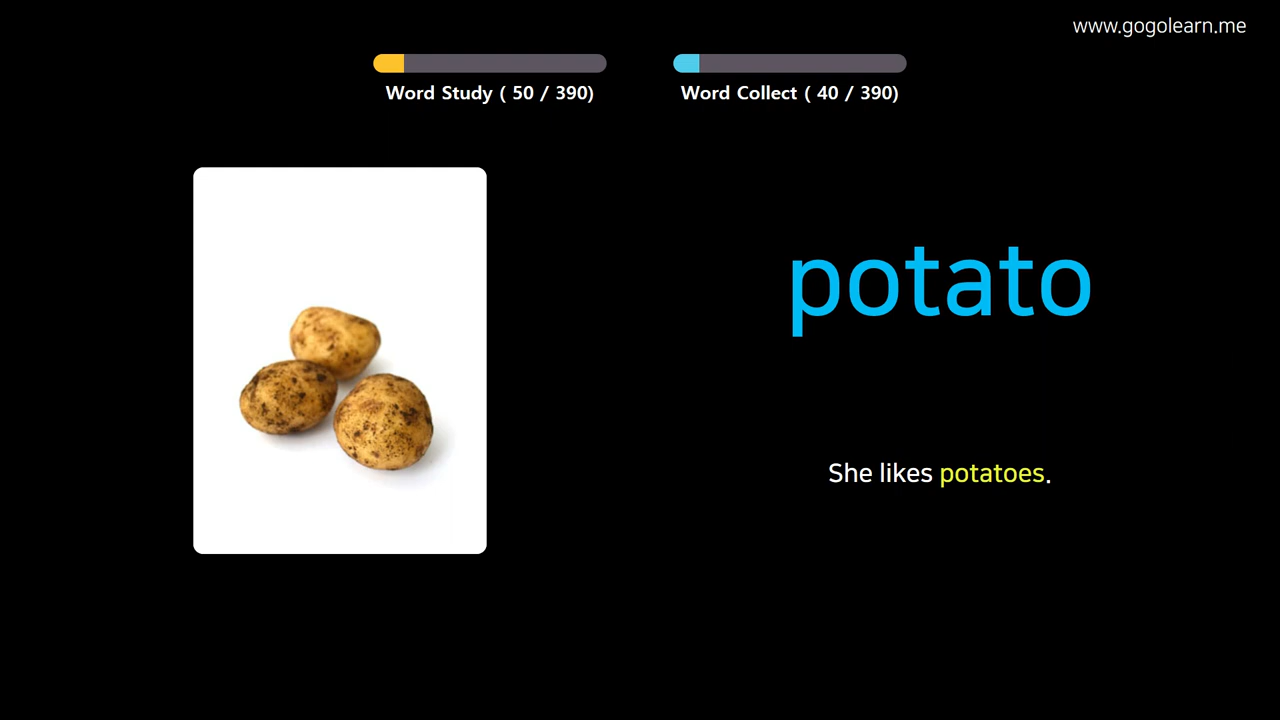 www.gogolearn.me
Word Study ( 50 / 390)
Word Collect ( 40 / 390)
potato
She likes potatoes.